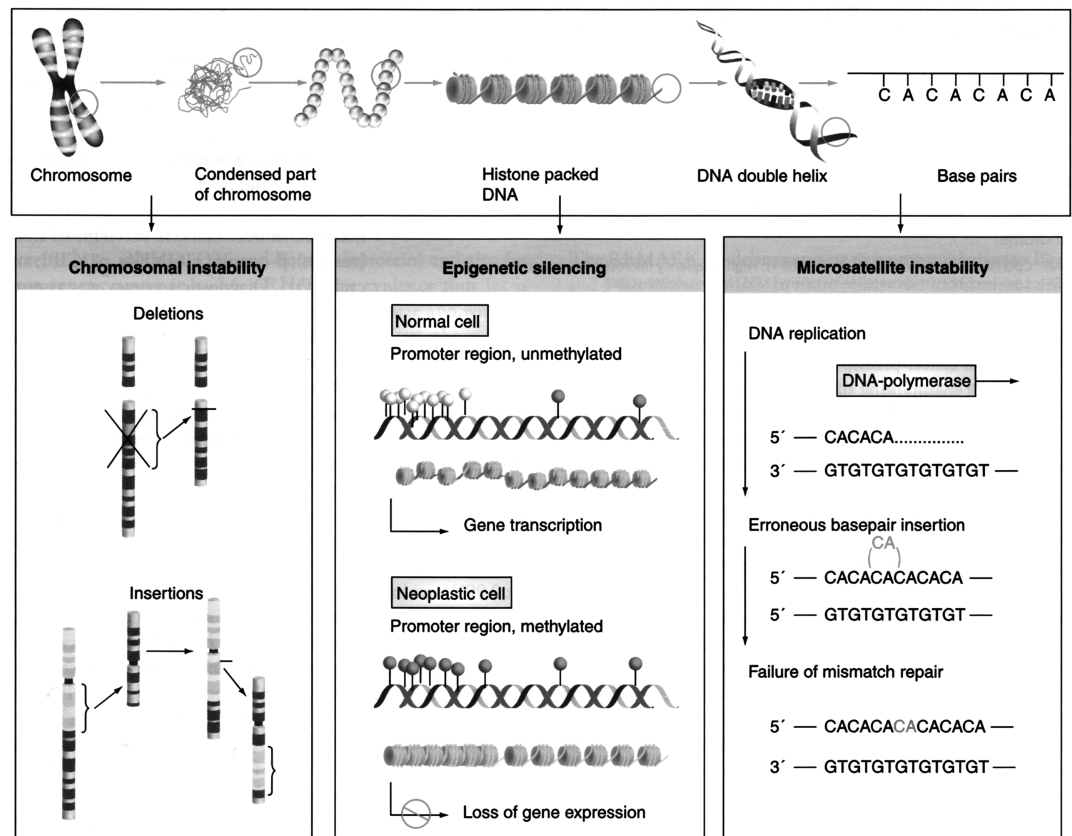 C A C A C A C A
Chromosome
Condensed part
of chromosome
Histone packed
DNA
DNA double helix
Base pairs
Chromosomal instability
Deletions
Insertions
Epigenetic silencing
Normal cell
Promoter region, unmethylated
Gene transcription
Neoplastic cell
Promoter region, methylated
Loss of gene expression
Microsatellite instability
DNA replication
DNA-polymerase
5´ — CACACA...............
3´ — GTGTGTGTGTGTGT —
Erroneous basepair insertion
CA
5´ — CACACACACACA —
5´ — GTGTGTGTGTGT —
Failure of mismatch repair
5´ — CACACACACACACA —
3´ — GTGTGTGTGTGTGT —